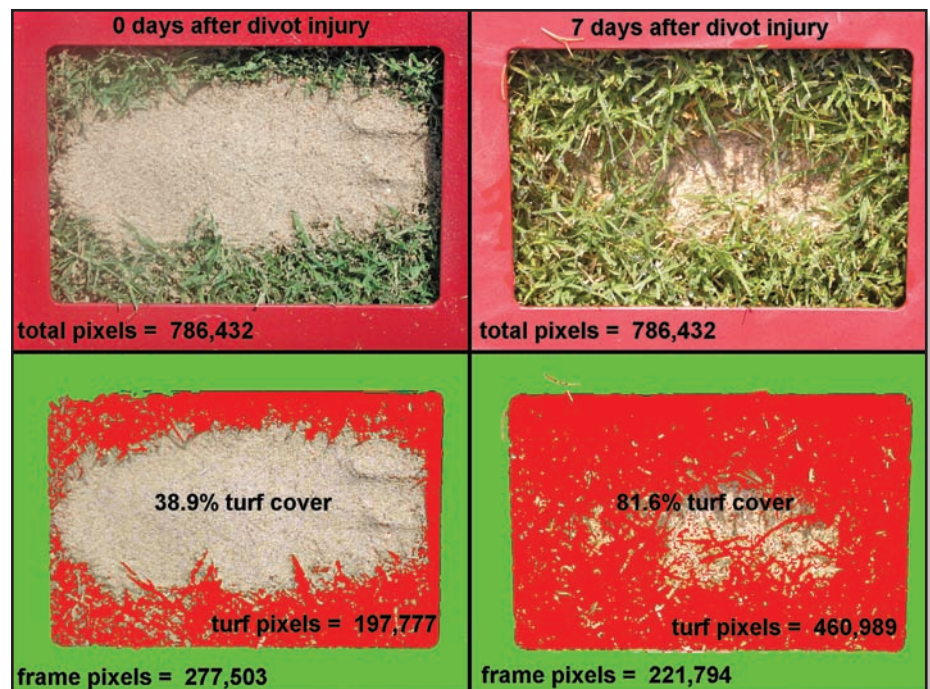 0 days after divot injury
7 days after divot injury
total pixels = 786,432
total pixels = 786,432
38.9% turf cover
81.6% turf cover
turf pixels = 197,777
turf pixels = 460,989
frame pixels = 277,503
frame pixels = 221,794